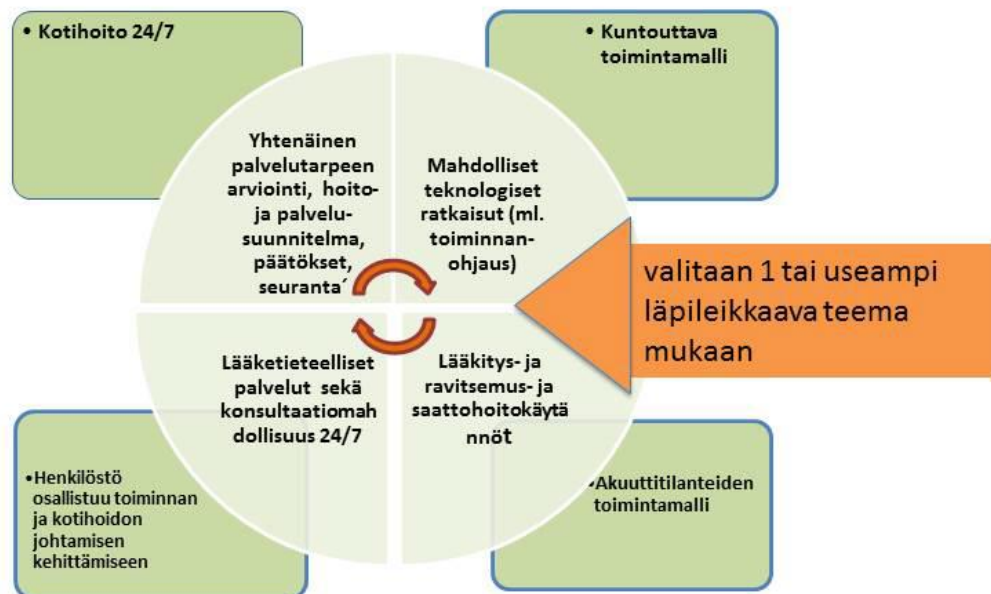 • Kotihoito 24/7
• Kuntouttava
toimintamalli
Yhtenäinen
palvelutarpeen
arviointi, hoito-
ja palvelu-
suunnitelma,
päätökset,
seuranta´
Mahdolliset
teknologiset
ratkaisut (ml.
toiminnan-
ohjaus)
valitaan 1 tai useampi
läpileikkaava teema
mukaan
Lääketieteelliset
palvelut sekä
konsultaatiomah
dollisuus 24/7
Lääkitys- ja
ravitsemus- ja
saattohoitokäytä
nnöt
•Henkilöstö
osallistuu toiminnan
ja kotihoidon
johtamisen
kehittämiseen
•Akuuttitilanteiden
toimintamalli